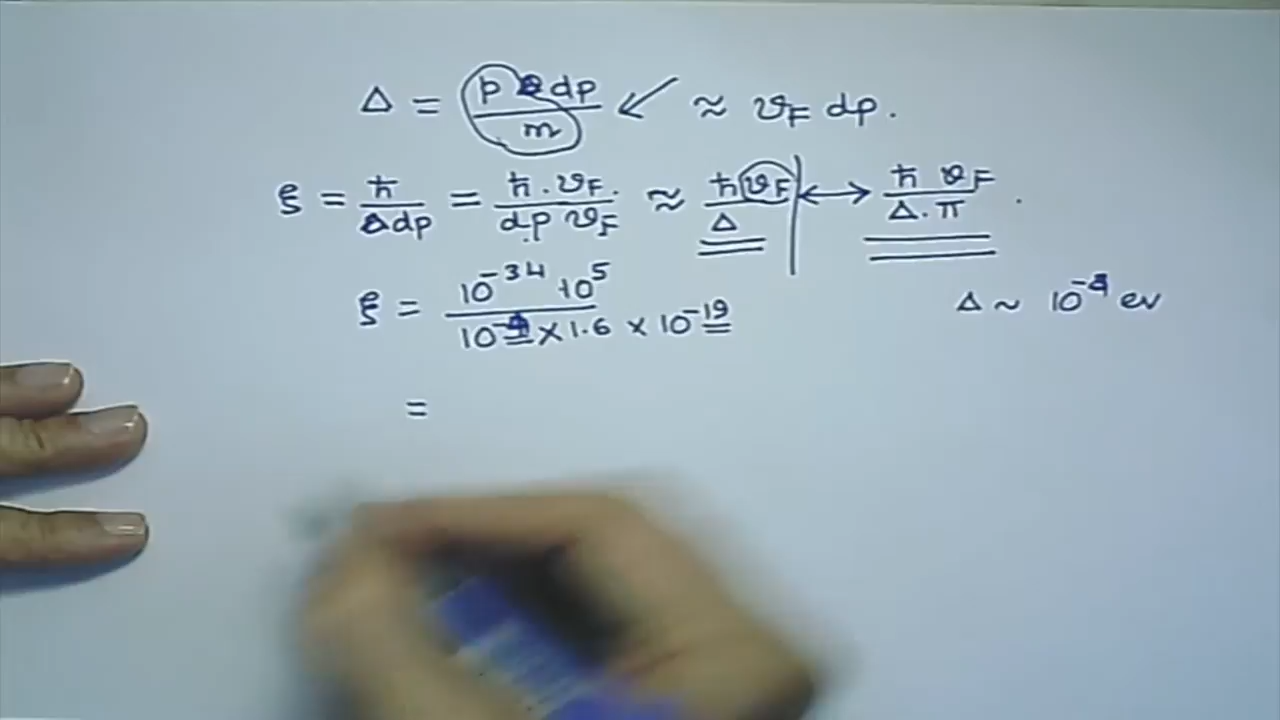 Δ = p dp / m ↙ ≈ v_F dp.
ξ = ħ / dp = ħ . v_F. / dp v_F ≈ ħ v_F / Δ ↔ ħ v_F / Δ . π .
ξ = 10^-34 10^5 / 10^-4 × 1.6 × 10^-19   Δ ~ 10^-4 eV
=